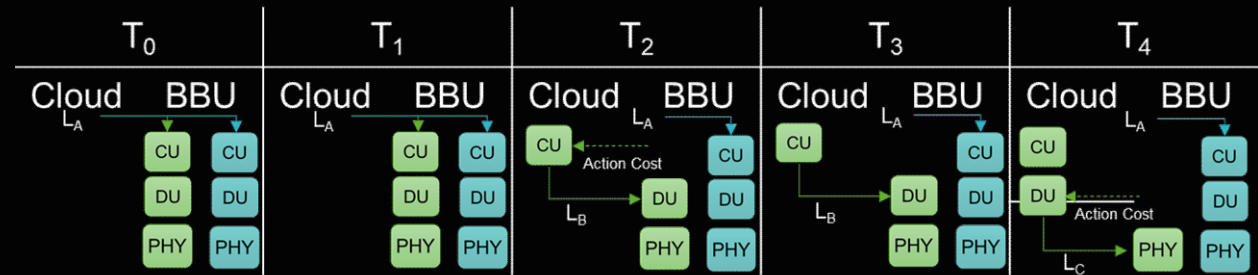 T0 T1 T2 T3 T4
Cloud BBU Cloud BBU Cloud BBU Cloud BBU Cloud BBU
LA LA LA LA LA
CU CU CU CU CU CU CU CU CU CU
Action Cost
DU DU DU DU DU DU DU DU DU DU
LB LB Action Cost
PHY PHY PHY PHY PHY PHY PHY PHY PHY PHY
LC